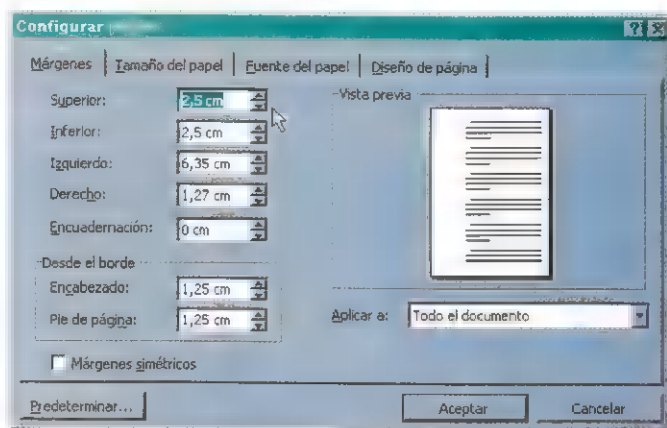 Configurar
Márgenes Tamaño del papel Fuente del papel Diseño de página
Superior: 2,5 cm
Inferior: 2,5 cm
Izquierdo: 6,35 cm
Derecho: 1,27 cm
Encuadernación: 0 cm
Desde el borde
Encabezado: 1,25 cm
Pie de página: 1,25 cm
Márgenes simétricos
Vista previa
Aplicar a: Todo el documento
Predeterminar... Aceptar Cancelar